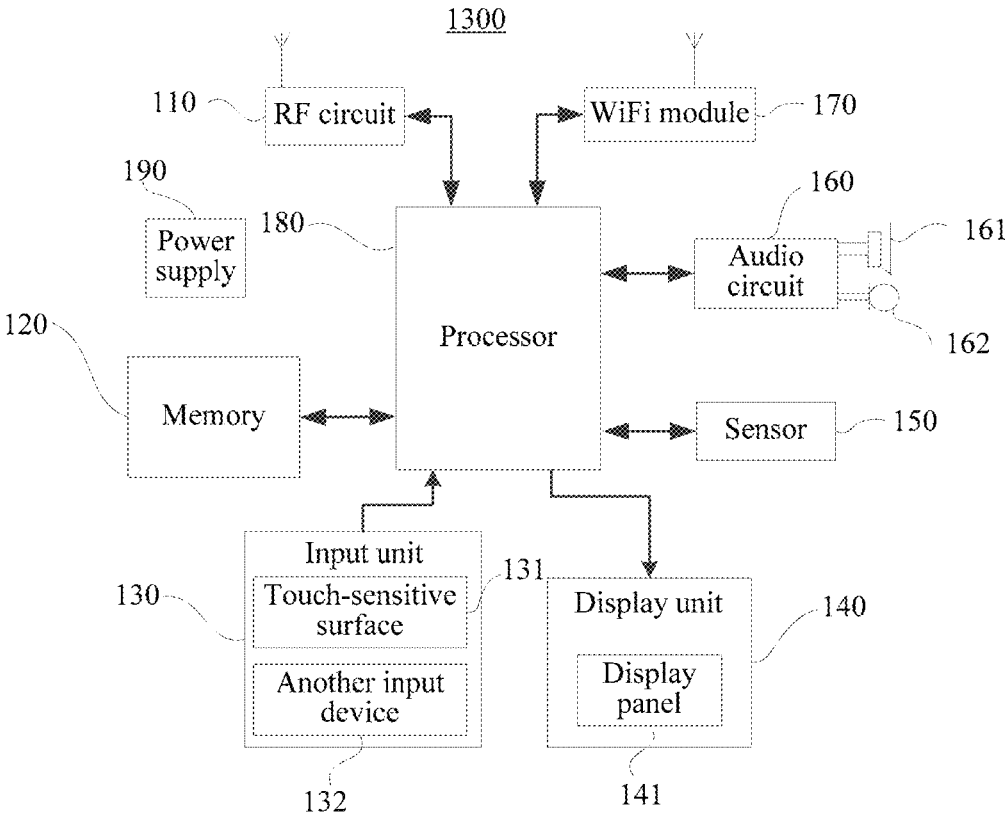 1300
110
RF circuit
WiFi module
170
190
Power
supply
180
Processor
160
Audio
circuit
161
162
120
Memory
Sensor
150
Input unit
130
Touch-sensitive
surface
131
Another input
device
132
Display unit
140
Display
panel
141